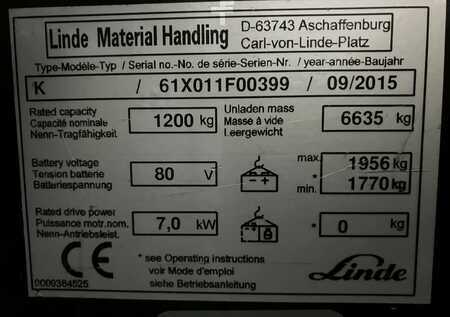 Linde Material Handling
D-63743 Aschaffenburg
Carl-von-Linde-Platz
Type-Modèle-Typ / Serial no.-No. de série-Serien-Nr. / year-année-Baujahr
K / 61X011F00399 / 09/2015
Rated capacity
Capacité nominale
Nenn-Tragfähigkeit
1200 kg
Unladen mass
Masse à vide
Leergewicht
6635 kg
Battery voltage
Tension batterie
Batteriespannung
80 V
- +
max. 1956 kg
*
min. 1770 kg
Rated drive power
Puissance motr.nom.
Nenn-Antriebsleist.
7,0 kW
* 0 kg
* see Operating instructions
voir Mode d'emploi
siehe Betriebsanleitung
CE
Linde
0009384525